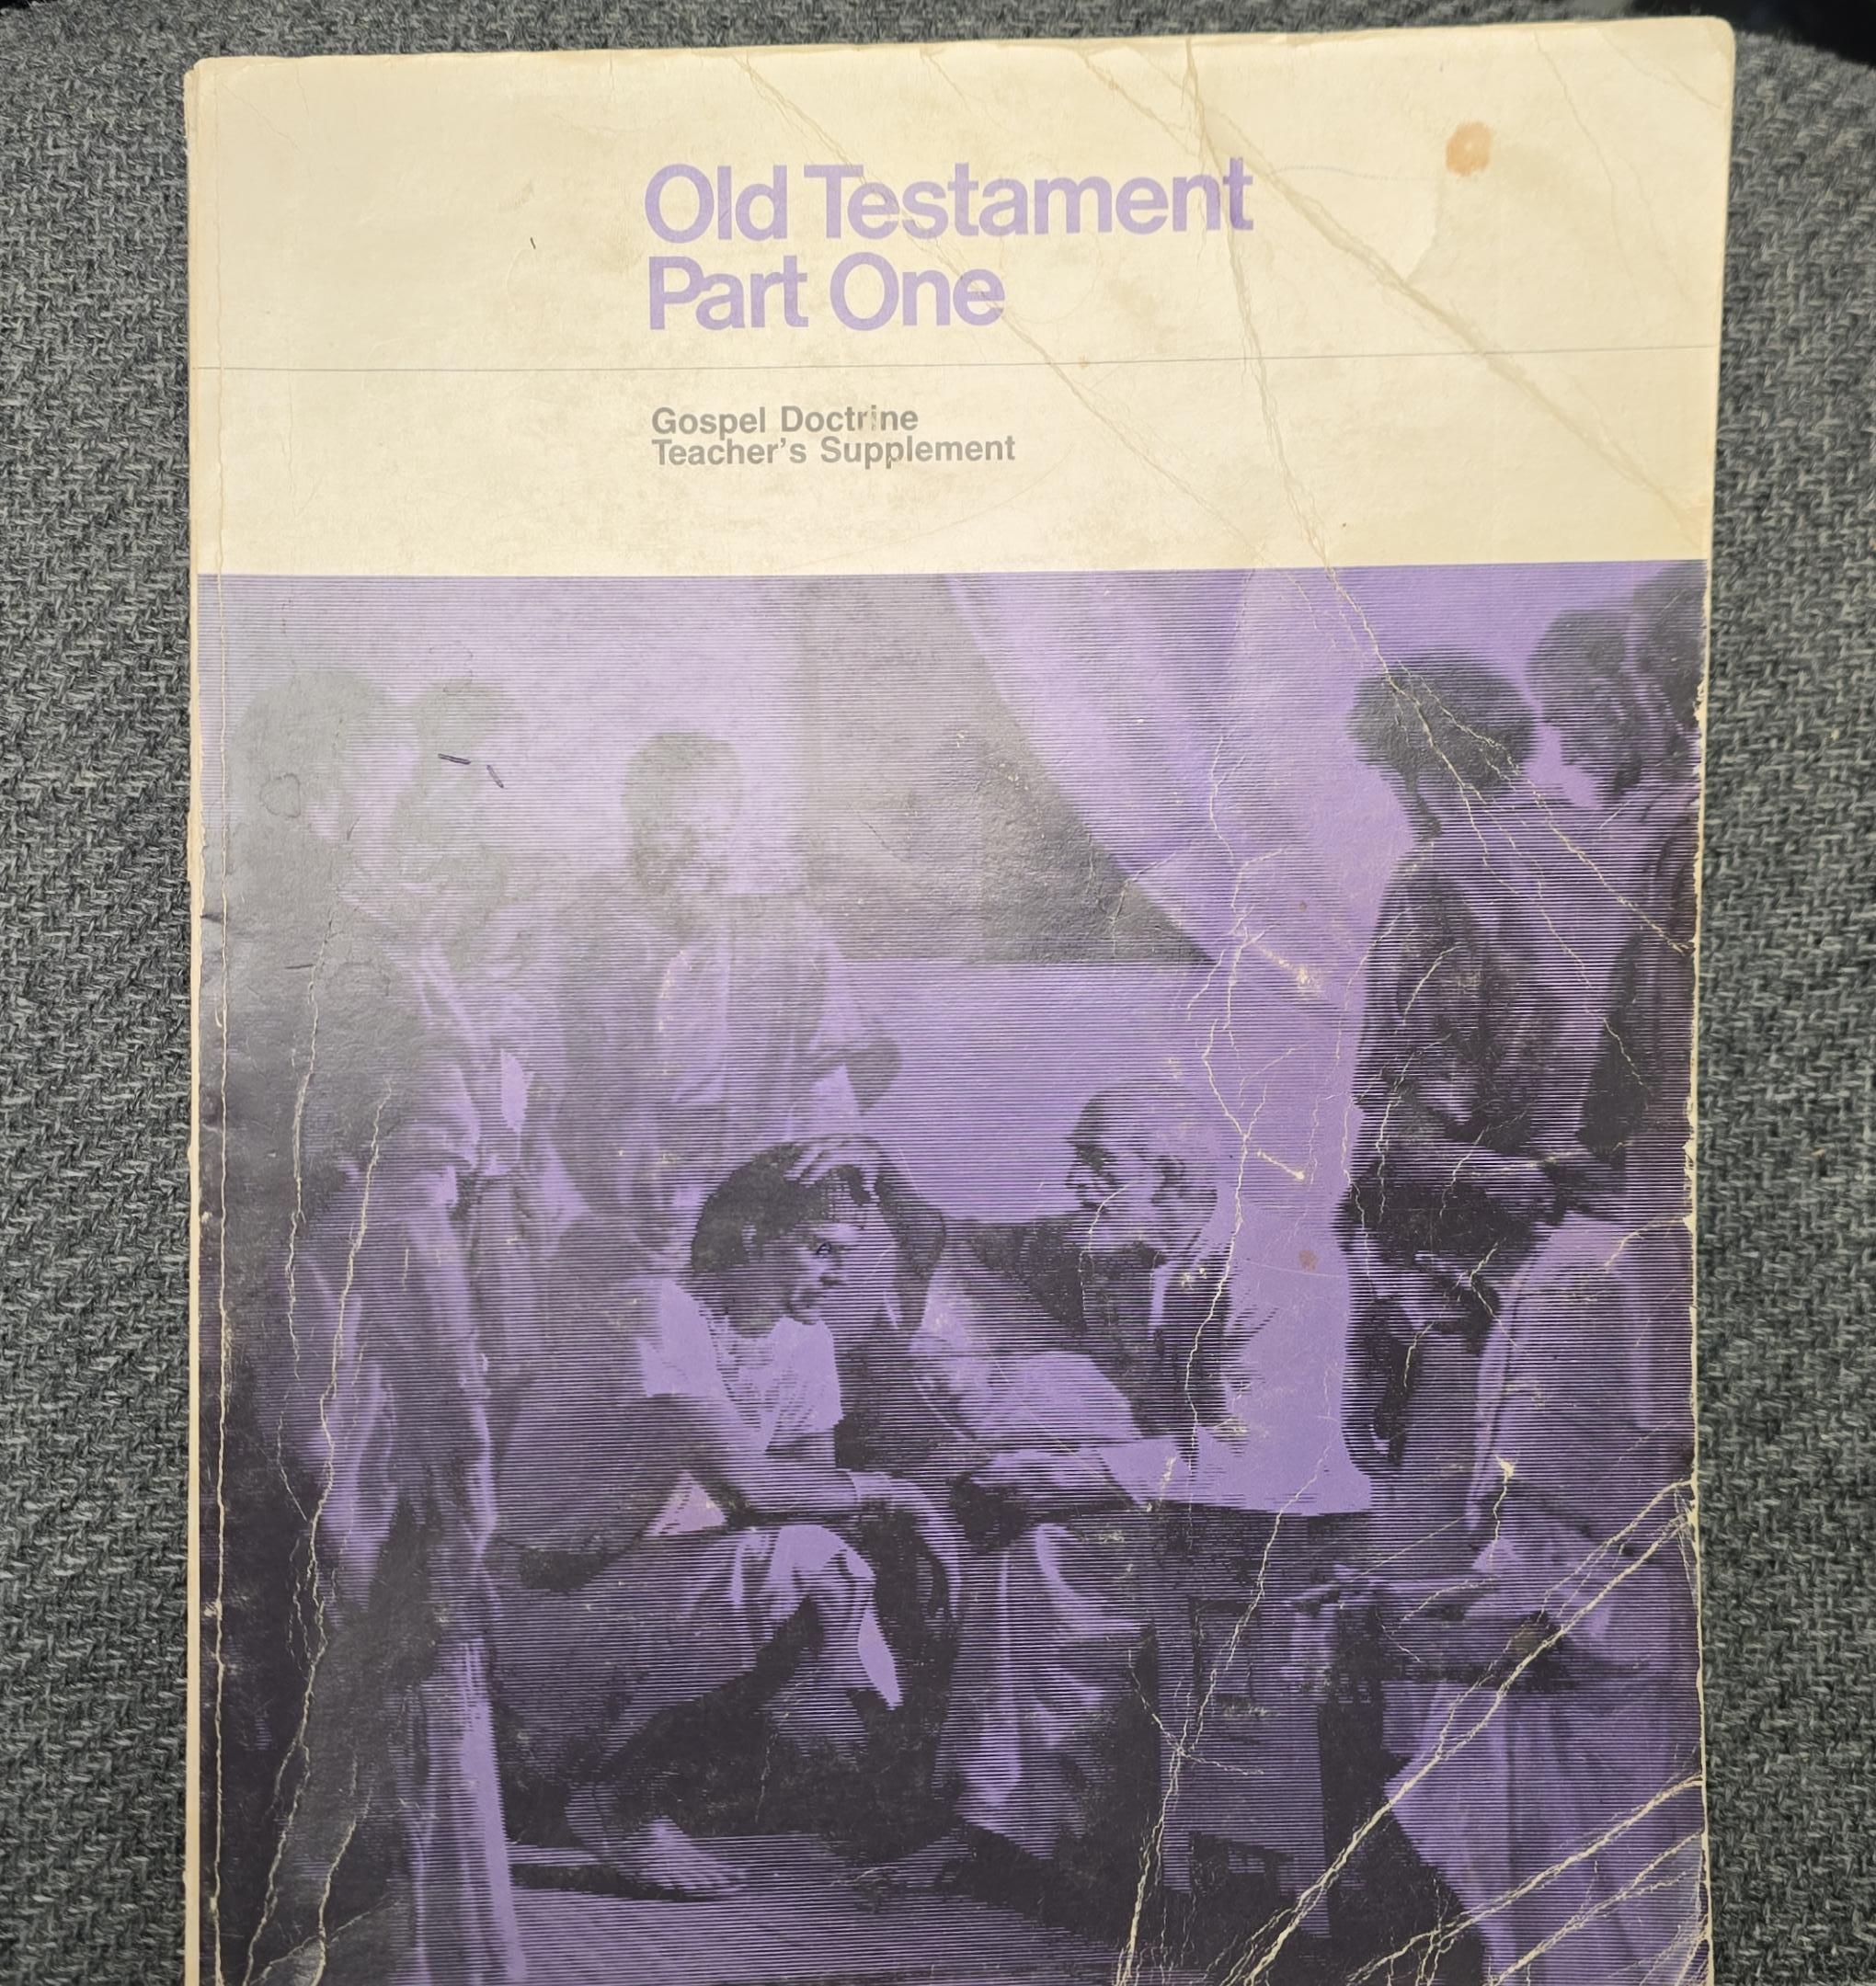 Old Testament
Part One
Gospel Doctrine
Teacher's Supplement